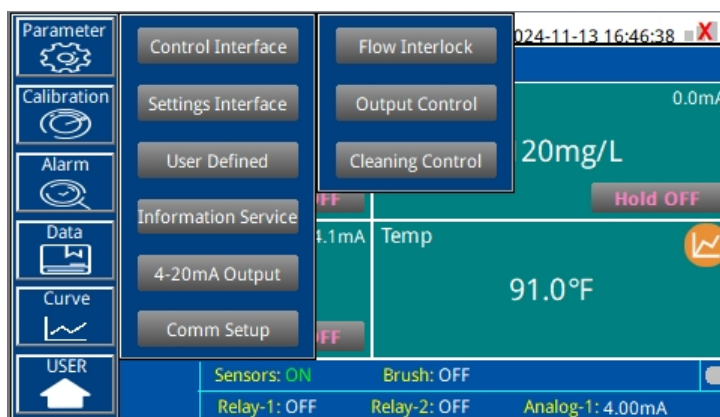 Parameter
Calibration
Alarm
Data
Curve
USER
Control Interface
Settings Interface
User Defined
Information Service
4-20mA Output
Comm Setup
Flow Interlock
Output Control
Cleaning Control
024-11-13 16:46:38
X
0.0mA
20mg/L
Hold OFF
OFF
4.1mA
Temp
91.0°F
OFF
Sensors: ON
Brush: OFF
Relay-1: OFF
Relay-2: OFF
Analog-1: 4.00mA